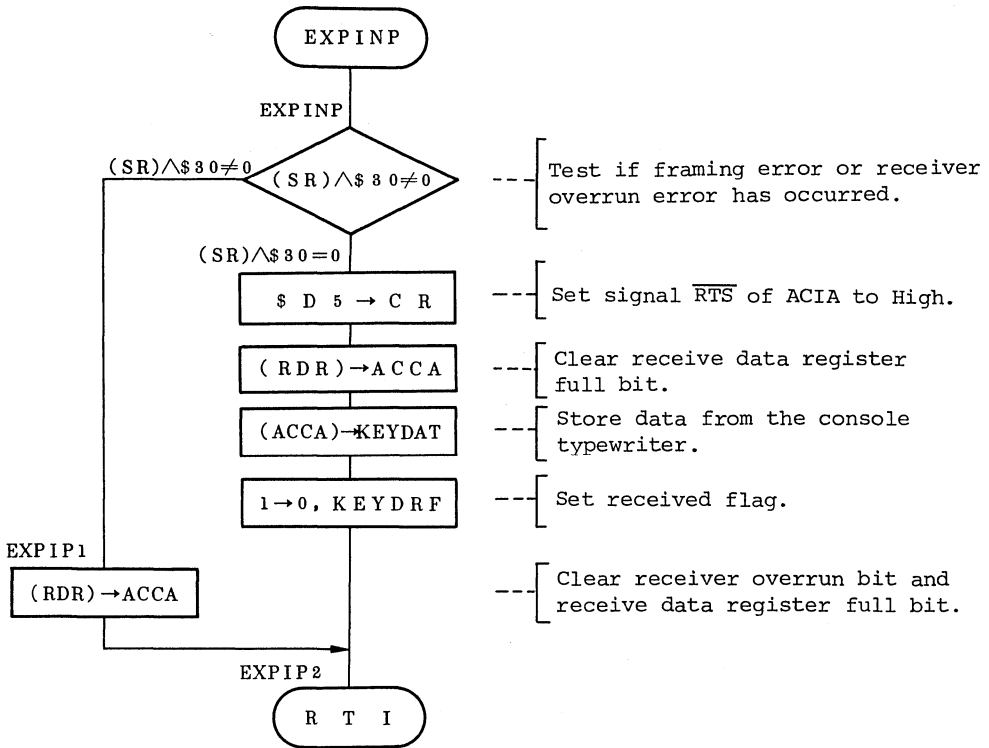 EXPINP
EXPINP
(SR)∧$30≠0
(SR)∧$30≠0
Test if framing error or receiver
overrun error has occurred.
(SR)∧$30=0
$D5→CR
Set signal R̅T̅S̅ of ACIA to High.
(RDR)→ACCA
Clear receive data register
full bit.
(ACCA)→KEYDAT
Store data from the console
typewriter.
1→0, KEYDRF
Set received flag.
EXPIP1
(RDR)→ACCA
Clear receiver overrun bit and
receive data register full bit.
EXPIP2
RTI